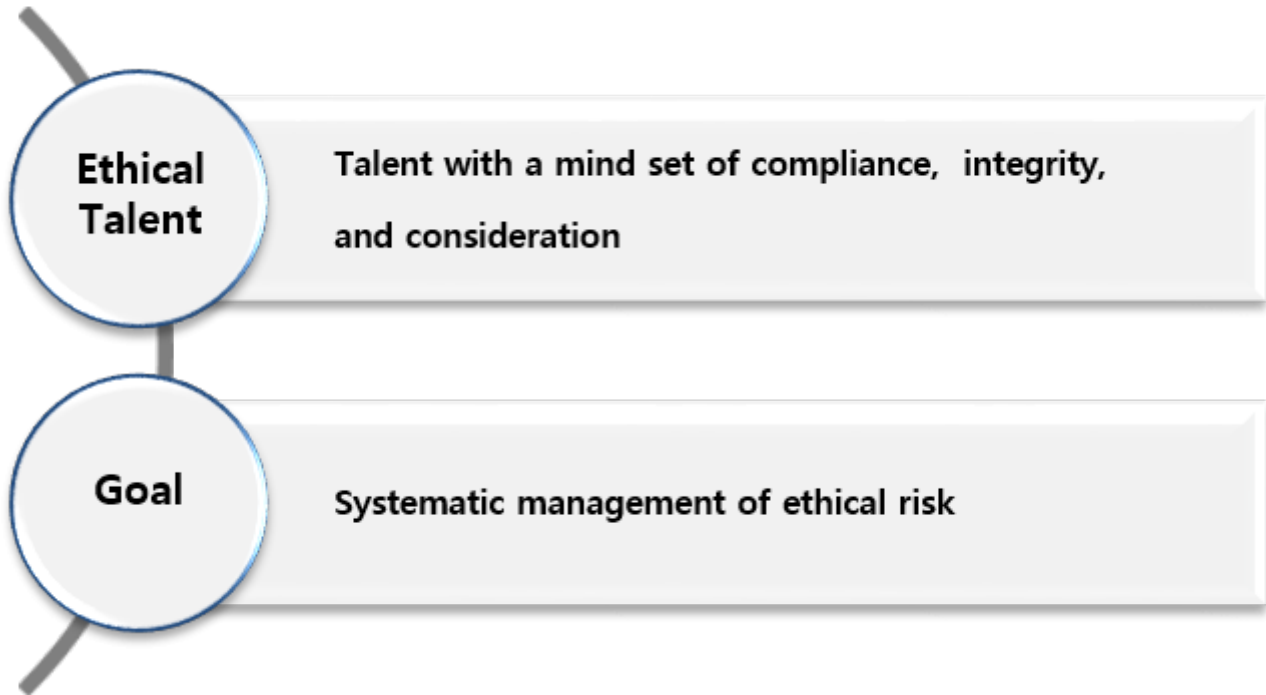 Ethical
Talent
Talent with a mind set of compliance,  integrity,
and consideration
Goal
Systematic management of ethical risk